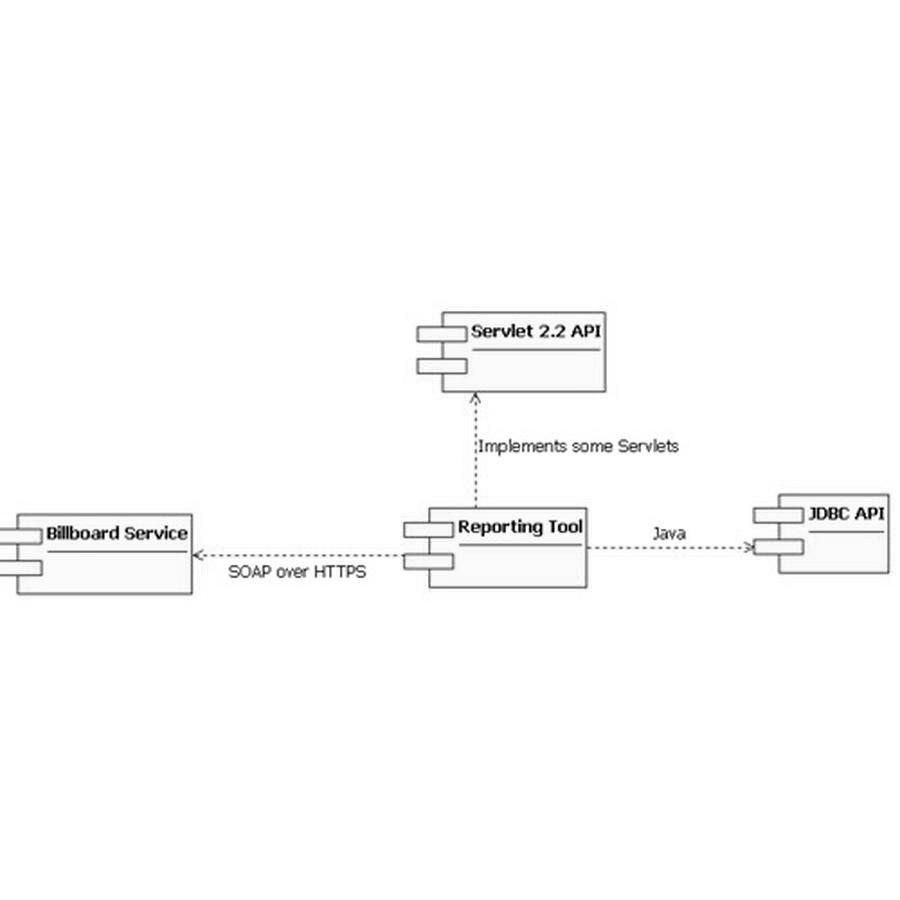 Servlet 2.2 API
Implements some Servlets
Billboard Service
SOAP over HTTPS
Reporting Tool
Java
JDBC API